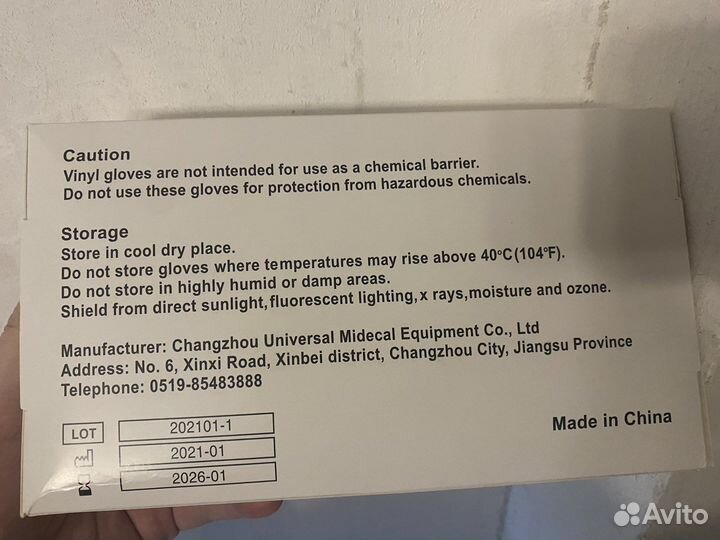 Caution
Vinyl gloves are not intended for use as a chemical barrier.
Do not use these gloves for protection from hazardous chemicals.
Storage
Store in cool dry place.
Do not store gloves where temperatures may rise above 40°C(104°F).
Do not store in highly humid or damp areas.
Shield from direct sunlight,fluorescent lighting,x rays,moisture and ozone.
Manufacturer: Changzhou Universal Midecal Equipment Co., Ltd
Address: No. 6, Xinxi Road, Xinbei district, Changzhou City, Jiangsu Province
Telephone: 0519-85483888
LOT 202101-1
2021-01
2026-01
Made in China
Avito